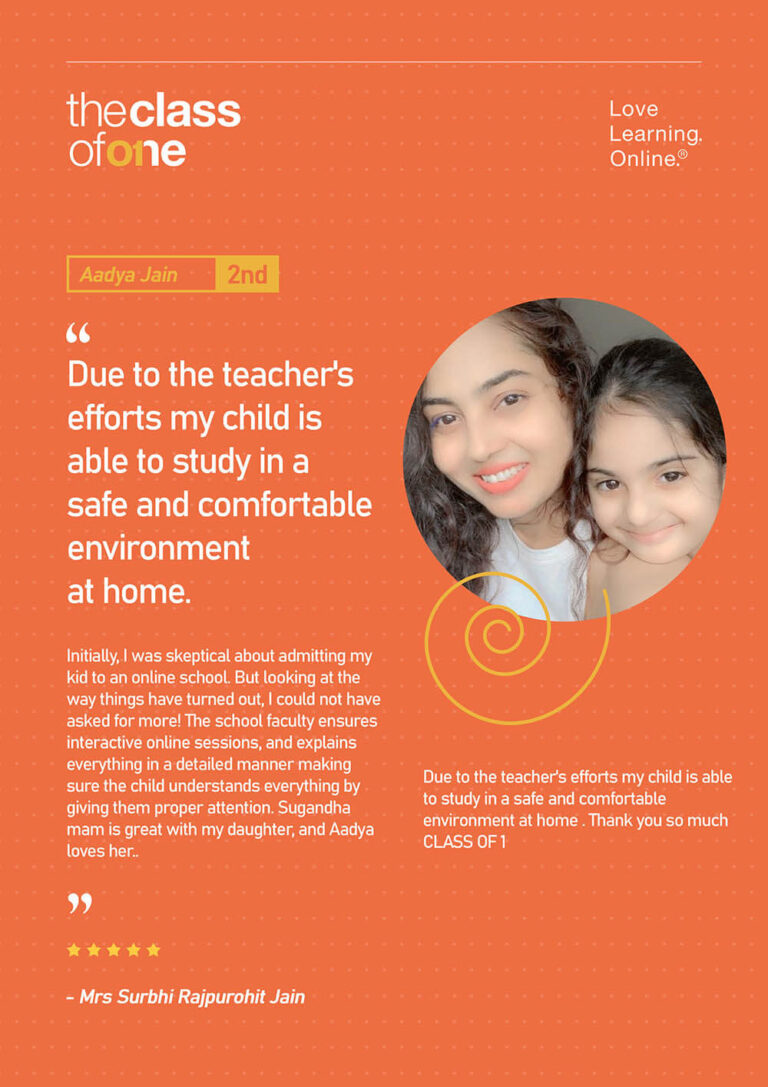 the class
of one
Love
Learning.
Online.®
Aadya Jain 2nd
“
Due to the teacher's
efforts my child is
able to study in a
safe and comfortable
environment
at home.
Initially, I was skeptical about admitting my
kid to an online school. But looking at the
way things have turned out, I could not have
asked for more! The school faculty ensures
interactive online sessions, and explains
everything in a detailed manner making
sure the child understands everything by
giving them proper attention. Sugandha
mam is great with my daughter, and Aadya
loves her..
”
Due to the teacher's efforts my child is able
to study in a safe and comfortable
environment at home . Thank you so much
CLASS OF 1
- Mrs Surbhi Rajpurohit Jain